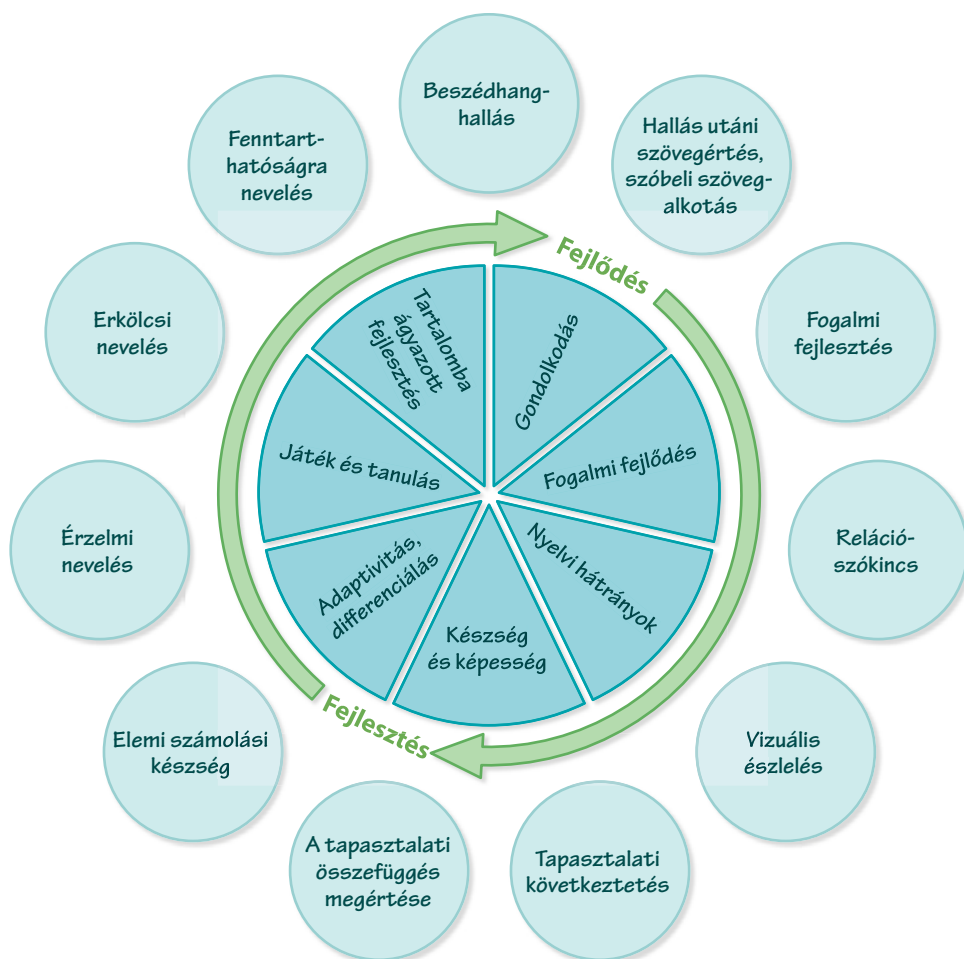 Beszédhang-
hallás
Hallás utáni
szövegértés,
szóbeli szöveg-
alkotás
Fogalmi
fejlesztés
Reláció-
szókincs
Vizuális
észlelés
Tapasztalati
következtetés
A tapasztalati
összefüggés
megértése
Elemi számolási
készség
Érzelmi
nevelés
Erkölcsi
nevelés
Fenntart-
hatóságra
nevelés
Fejlődés
Fejlesztés
Gondolkodás
Fogalmi fejlődés
Nyelvi hátrányok
Készség
és képesség
Adaptivitás,
differenciálás
Játék és tanulás
Tartalomba
ágyazott
fejlesztés